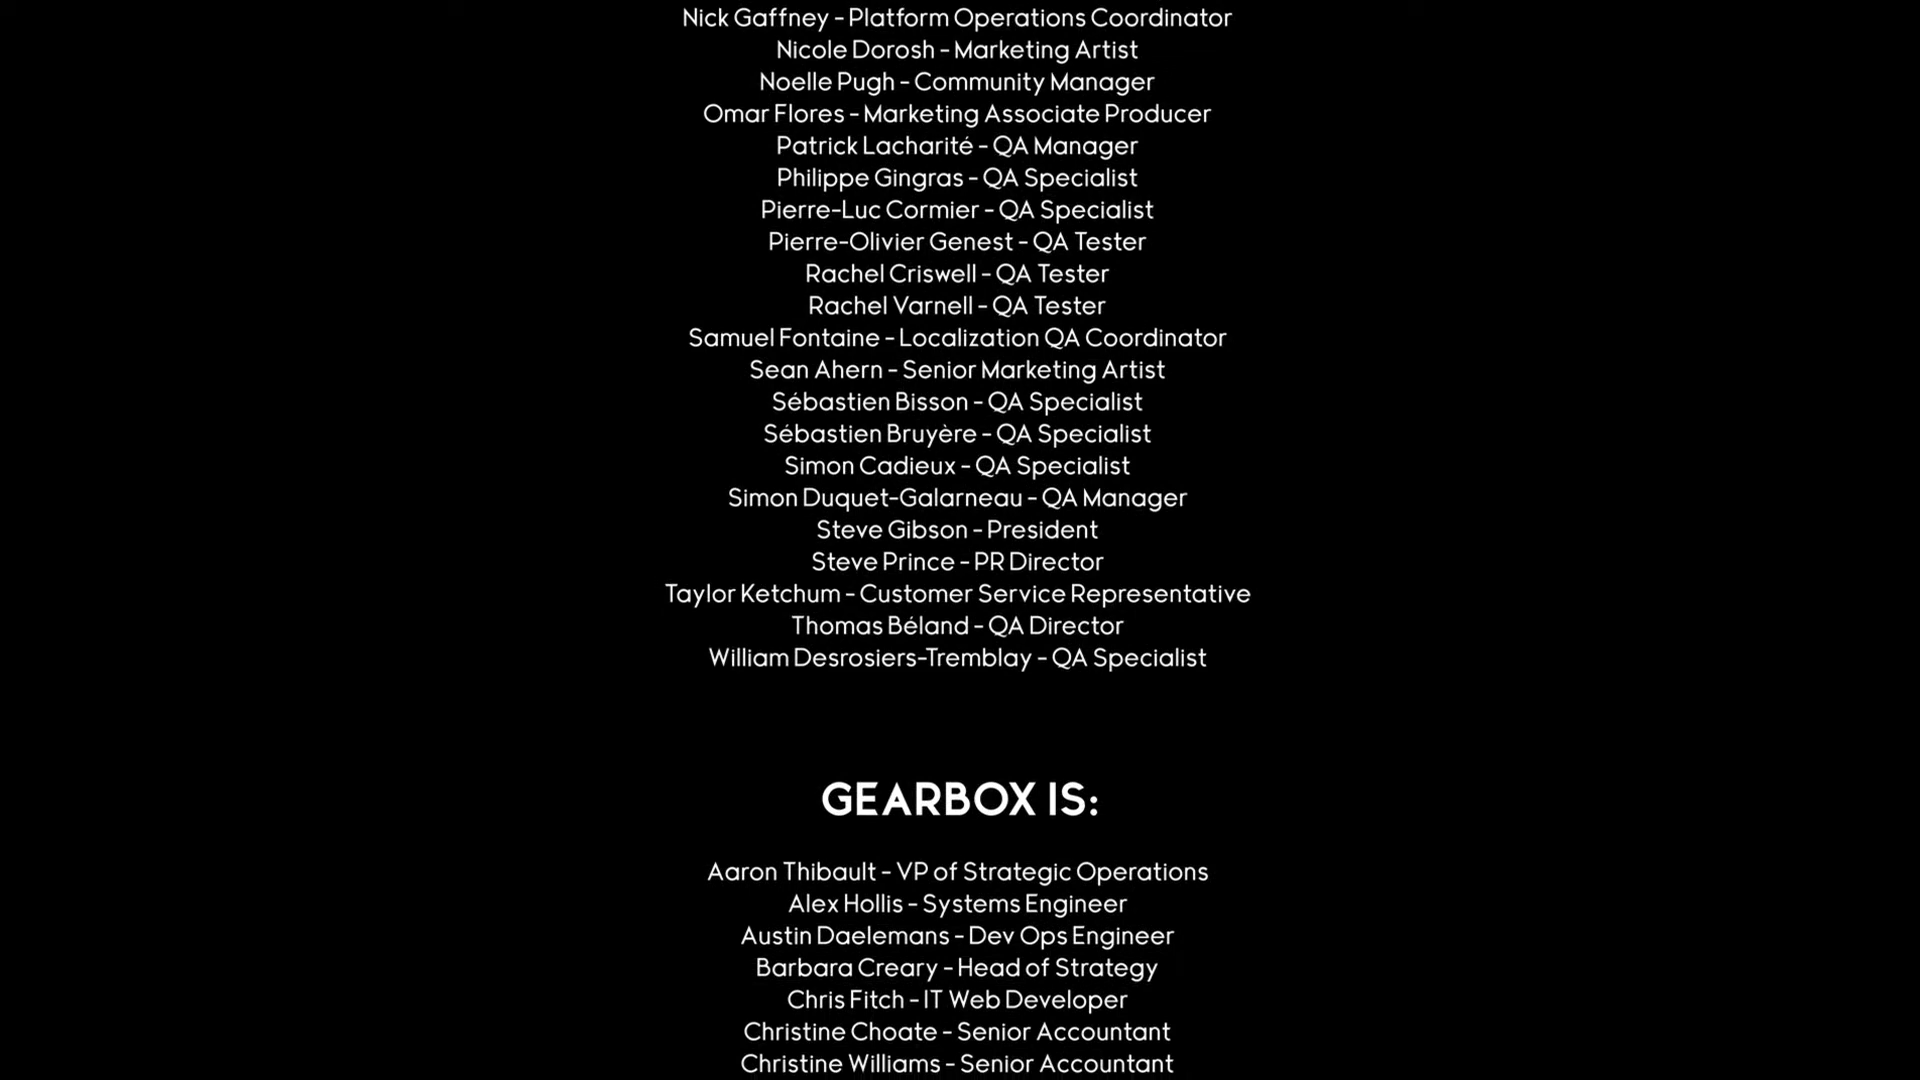 Nick Gaffney - Platform Operations Coordinator
Nicole Dorosh - Marketing Artist
Noelle Pugh - Community Manager
Omar Flores - Marketing Associate Producer
Patrick Lacharité - QA Manager
Philippe Gingras - QA Specialist
Pierre-Luc Cormier - QA Specialist
Pierre-Olivier Genest - QA Tester
Rachel Criswell - QA Tester
Rachel Varnell - QA Tester
Samuel Fontaine - Localization QA Coordinator
Sean Ahern - Senior Marketing Artist
Sébastien Bisson - QA Specialist
Sébastien Bruyère - QA Specialist
Simon Cadieux - QA Specialist
Simon Duquet-Galarneau - QA Manager
Steve Gibson - President
Steve Prince - PR Director
Taylor Ketchum - Customer Service Representative
Thomas Béland - QA Director
William Desrosiers-Tremblay - QA Specialist
GEARBOX IS:
Aaron Thibault - VP of Strategic Operations
Alex Hollis - Systems Engineer
Austin Daelemans - Dev Ops Engineer
Barbara Creary - Head of Strategy
Chris Fitch - IT Web Developer
Christine Choate - Senior Accountant
Christine Williams - Senior Accountant